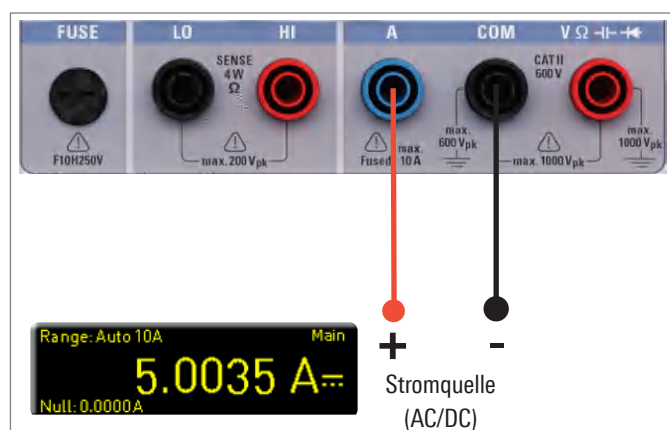 FUSE LO HI A COM V Ω ⊣⊢ ⯈⊢
SENSE
4W
Ω
CAT II
600V
F10H250V
max. 200 Vpk
max.
Fused 10 A
max.
600 Vpk
max. 1000 Vpk
max.
1000 Vpk
Range: Auto 10A Main
5.0035 A
Null: 0.0000A
+ -
Stromquelle
(AC/DC)